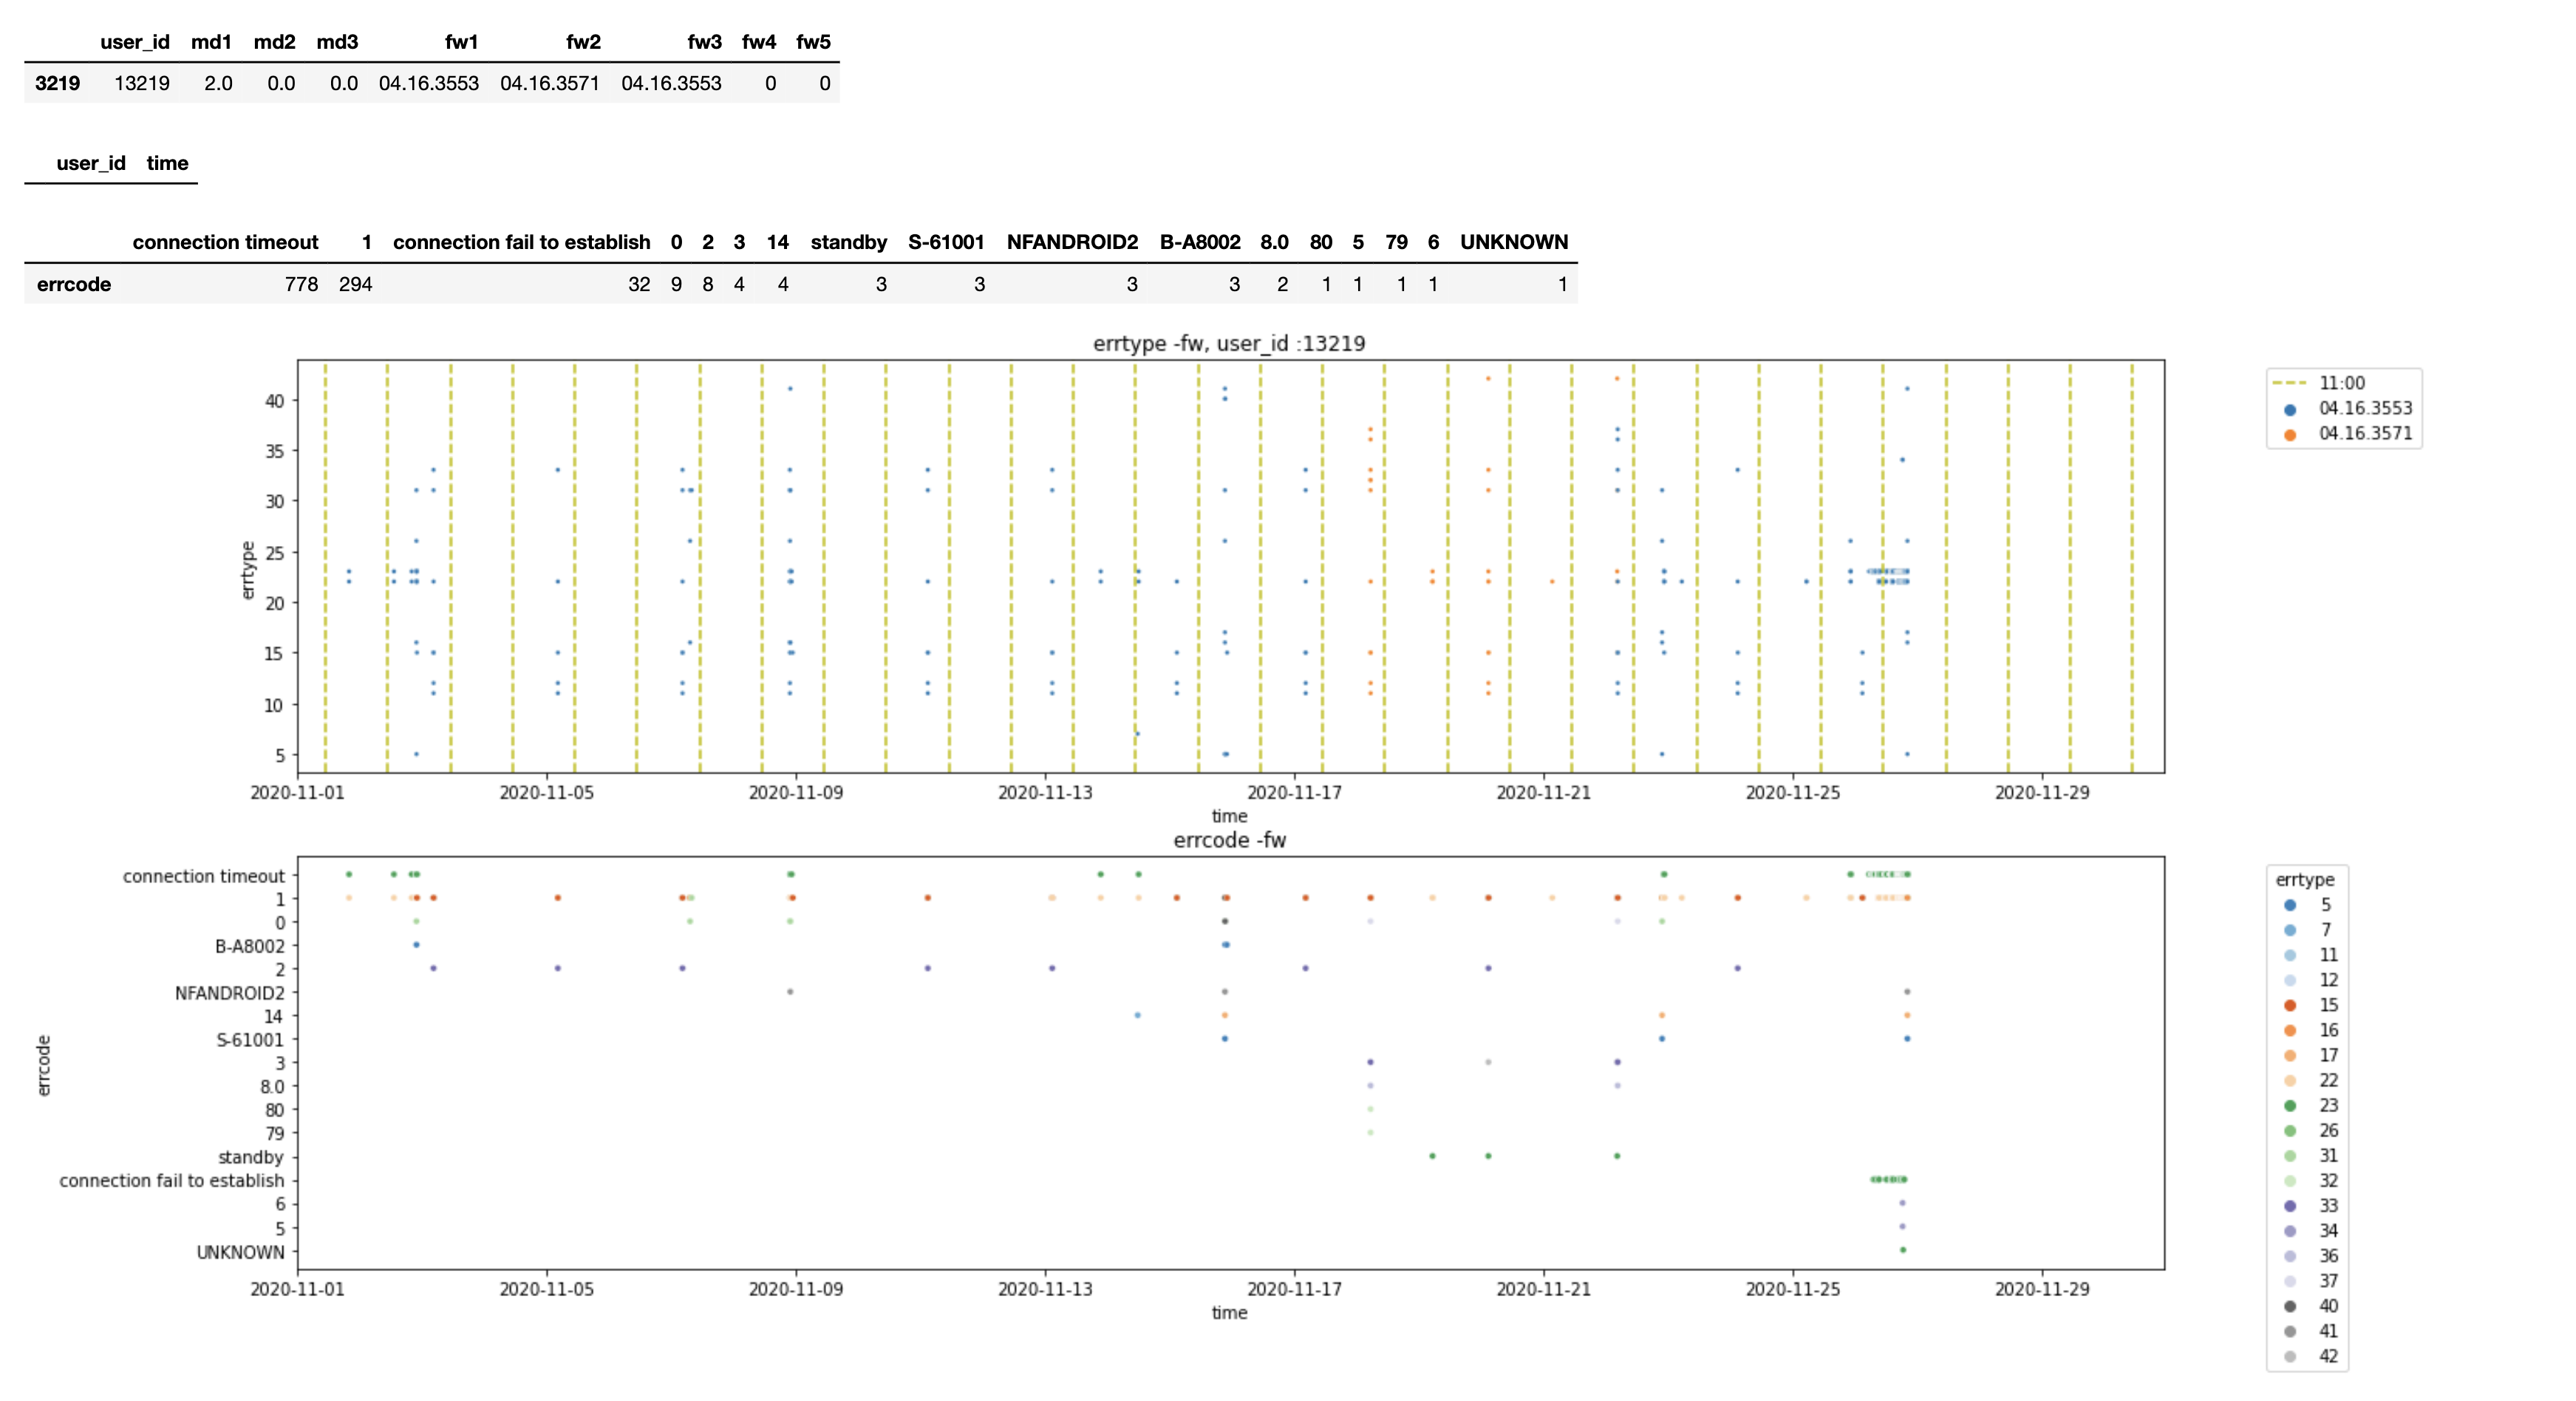 user_id md1 md2 md3 fw1 fw2 fw3 fw4 fw5
3219 13219 2.0 0.0 0.0 04.16.3553 04.16.3571 04.16.3553 0 0
user_id time
connection timeout 1 connection fail to establish 0 2 3 14 standby S-61001 NFANDROID2 B-A8002 8.0 80 5 79 6 UNKNOWN
errcode 778 294 32 9 8 4 4 3 3 3 3 2 1 1 1 1 1
errtype -fw, user_id :13219
40
35
30
25
20
15
10
5
errtype
2020-11-01 2020-11-05 2020-11-09 2020-11-13 2020-11-17 2020-11-21 2020-11-25 2020-11-29
time
11:00
04.16.3553
04.16.3571
errcode -fw
connection timeout
1
0
B-A8002
2
NFANDROID2
14
S-61001
3
8.0
80
79
standby
connection fail to establish
6
5
UNKNOWN
errcode
2020-11-01 2020-11-05 2020-11-09 2020-11-13 2020-11-17 2020-11-21 2020-11-25 2020-11-29
time
errtype
5
7
11
12
15
16
17
22
23
26
31
32
33
34
36
37
40
41
42